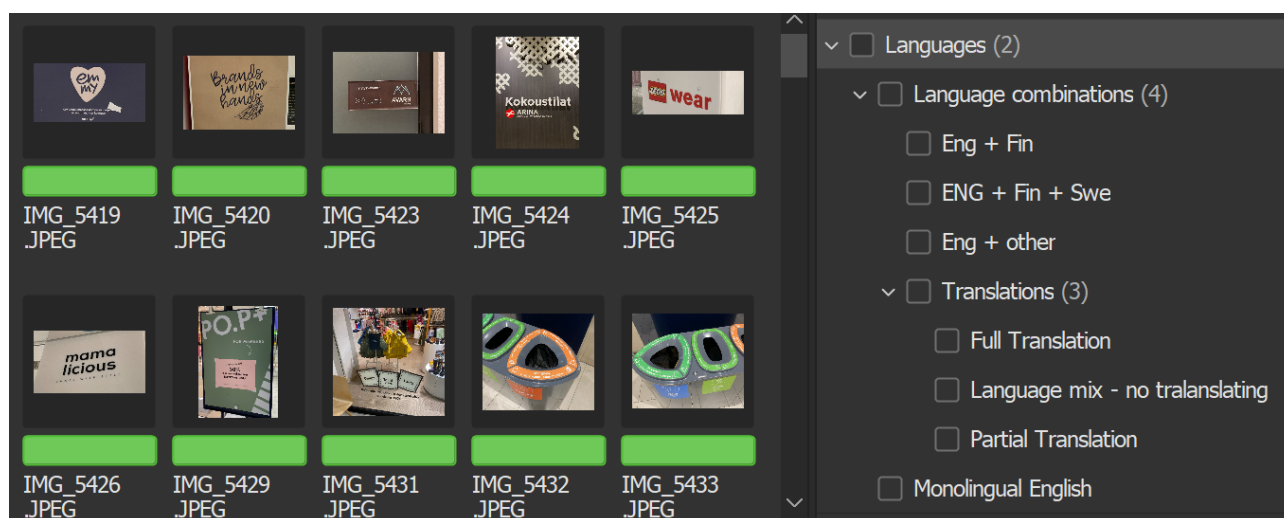 em
my
Brands
in new
hands
AVARN
Kokoustilat
ARINA
LEGO wear
IMG_5419
.JPEG
IMG_5420
.JPEG
IMG_5423
.JPEG
IMG_5424
.JPEG
IMG_5425
.JPEG
mama
licious
PO.P+
IMG_5426
.JPEG
IMG_5429
.JPEG
IMG_5431
.JPEG
IMG_5432
.JPEG
IMG_5433
.JPEG
Languages (2)
Language combinations (4)
Eng + Fin
ENG + Fin + Swe
Eng + other
Translations (3)
Full Translation
Language mix - no tralanslating
Partial Translation
Monolingual English